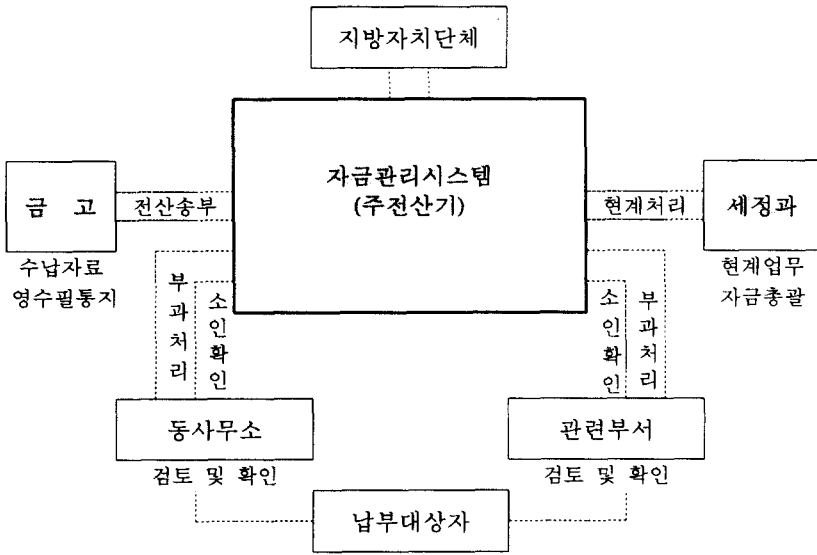 지방자치단체
자금관리시스템
(주전산기)
금 고
전산송부
현계처리
세정과
수납자료
영수필통지
현계업무
자금총괄
부과처리
소인확인
소인확인
부과처리
동사무소
관련부서
검토 및 확인
검토 및 확인
납부대상자